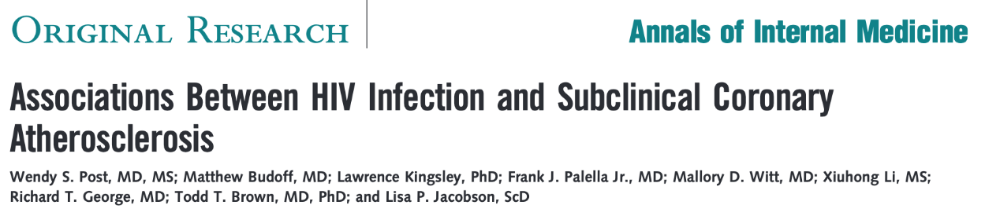 ORIGINAL RESEARCH
Annals of Internal Medicine
Associations Between HIV Infection and Subclinical Coronary
Atherosclerosis
Wendy S. Post, MD, MS; Matthew Budoff, MD; Lawrence Kingsley, PhD; Frank J. Palella Jr., MD; Mallory D. Witt, MD; Xiuhong Li, MS;
Richard T. George, MD; Todd T. Brown, MD, PhD; and Lisa P. Jacobson, ScD